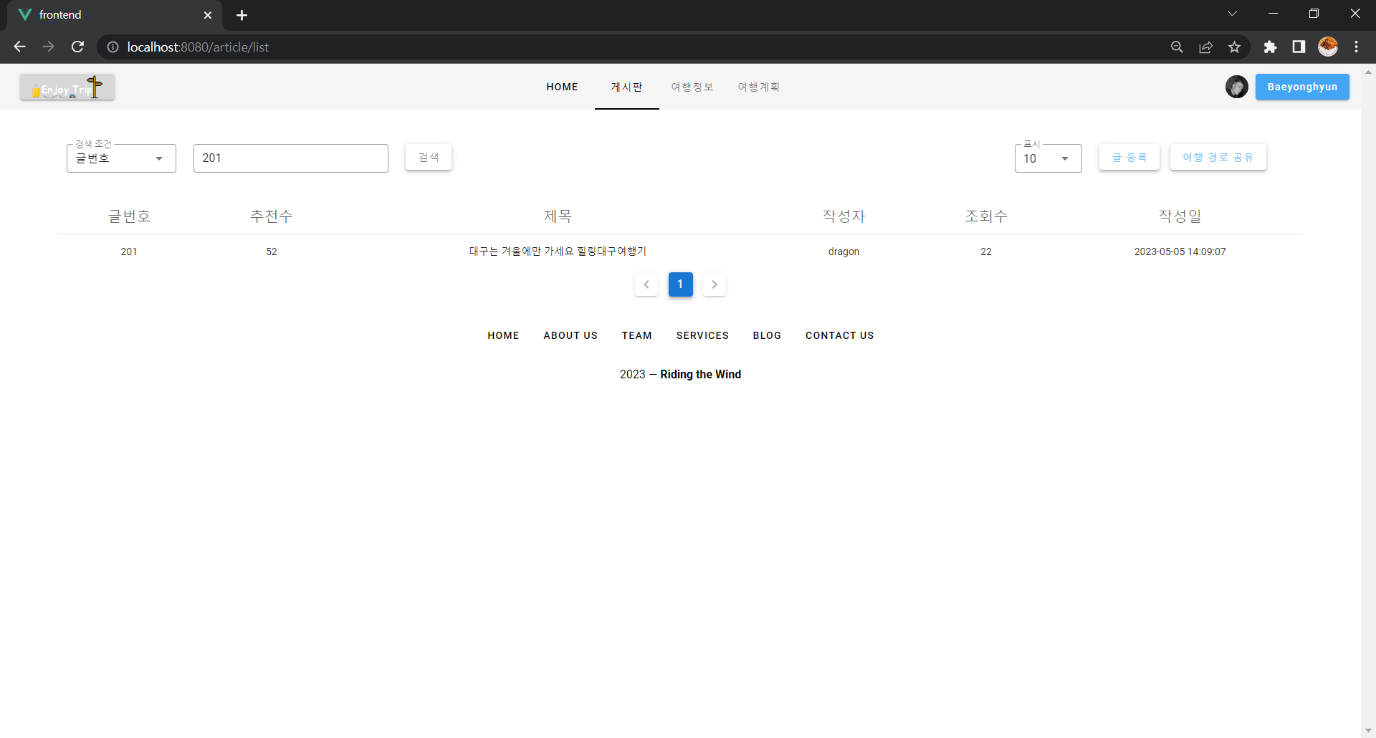 frontend
localhost:8080/article/list
Enjoy Trip
HOME 게시판 여행정보 여행계획
Baeyonghyun
검색 조건
글번호
201
검색
표시
10
글 등록
여행 경로 공유
글번호 추천수 제목 작성자 조회수 작성일
201 52 대구는 겨울에만 가세요 힐링대구여행기 dragon 22 2023-05-05 14:09:07
1
HOME ABOUT US TEAM SERVICES BLOG CONTACT US
2023 — Riding the Wind